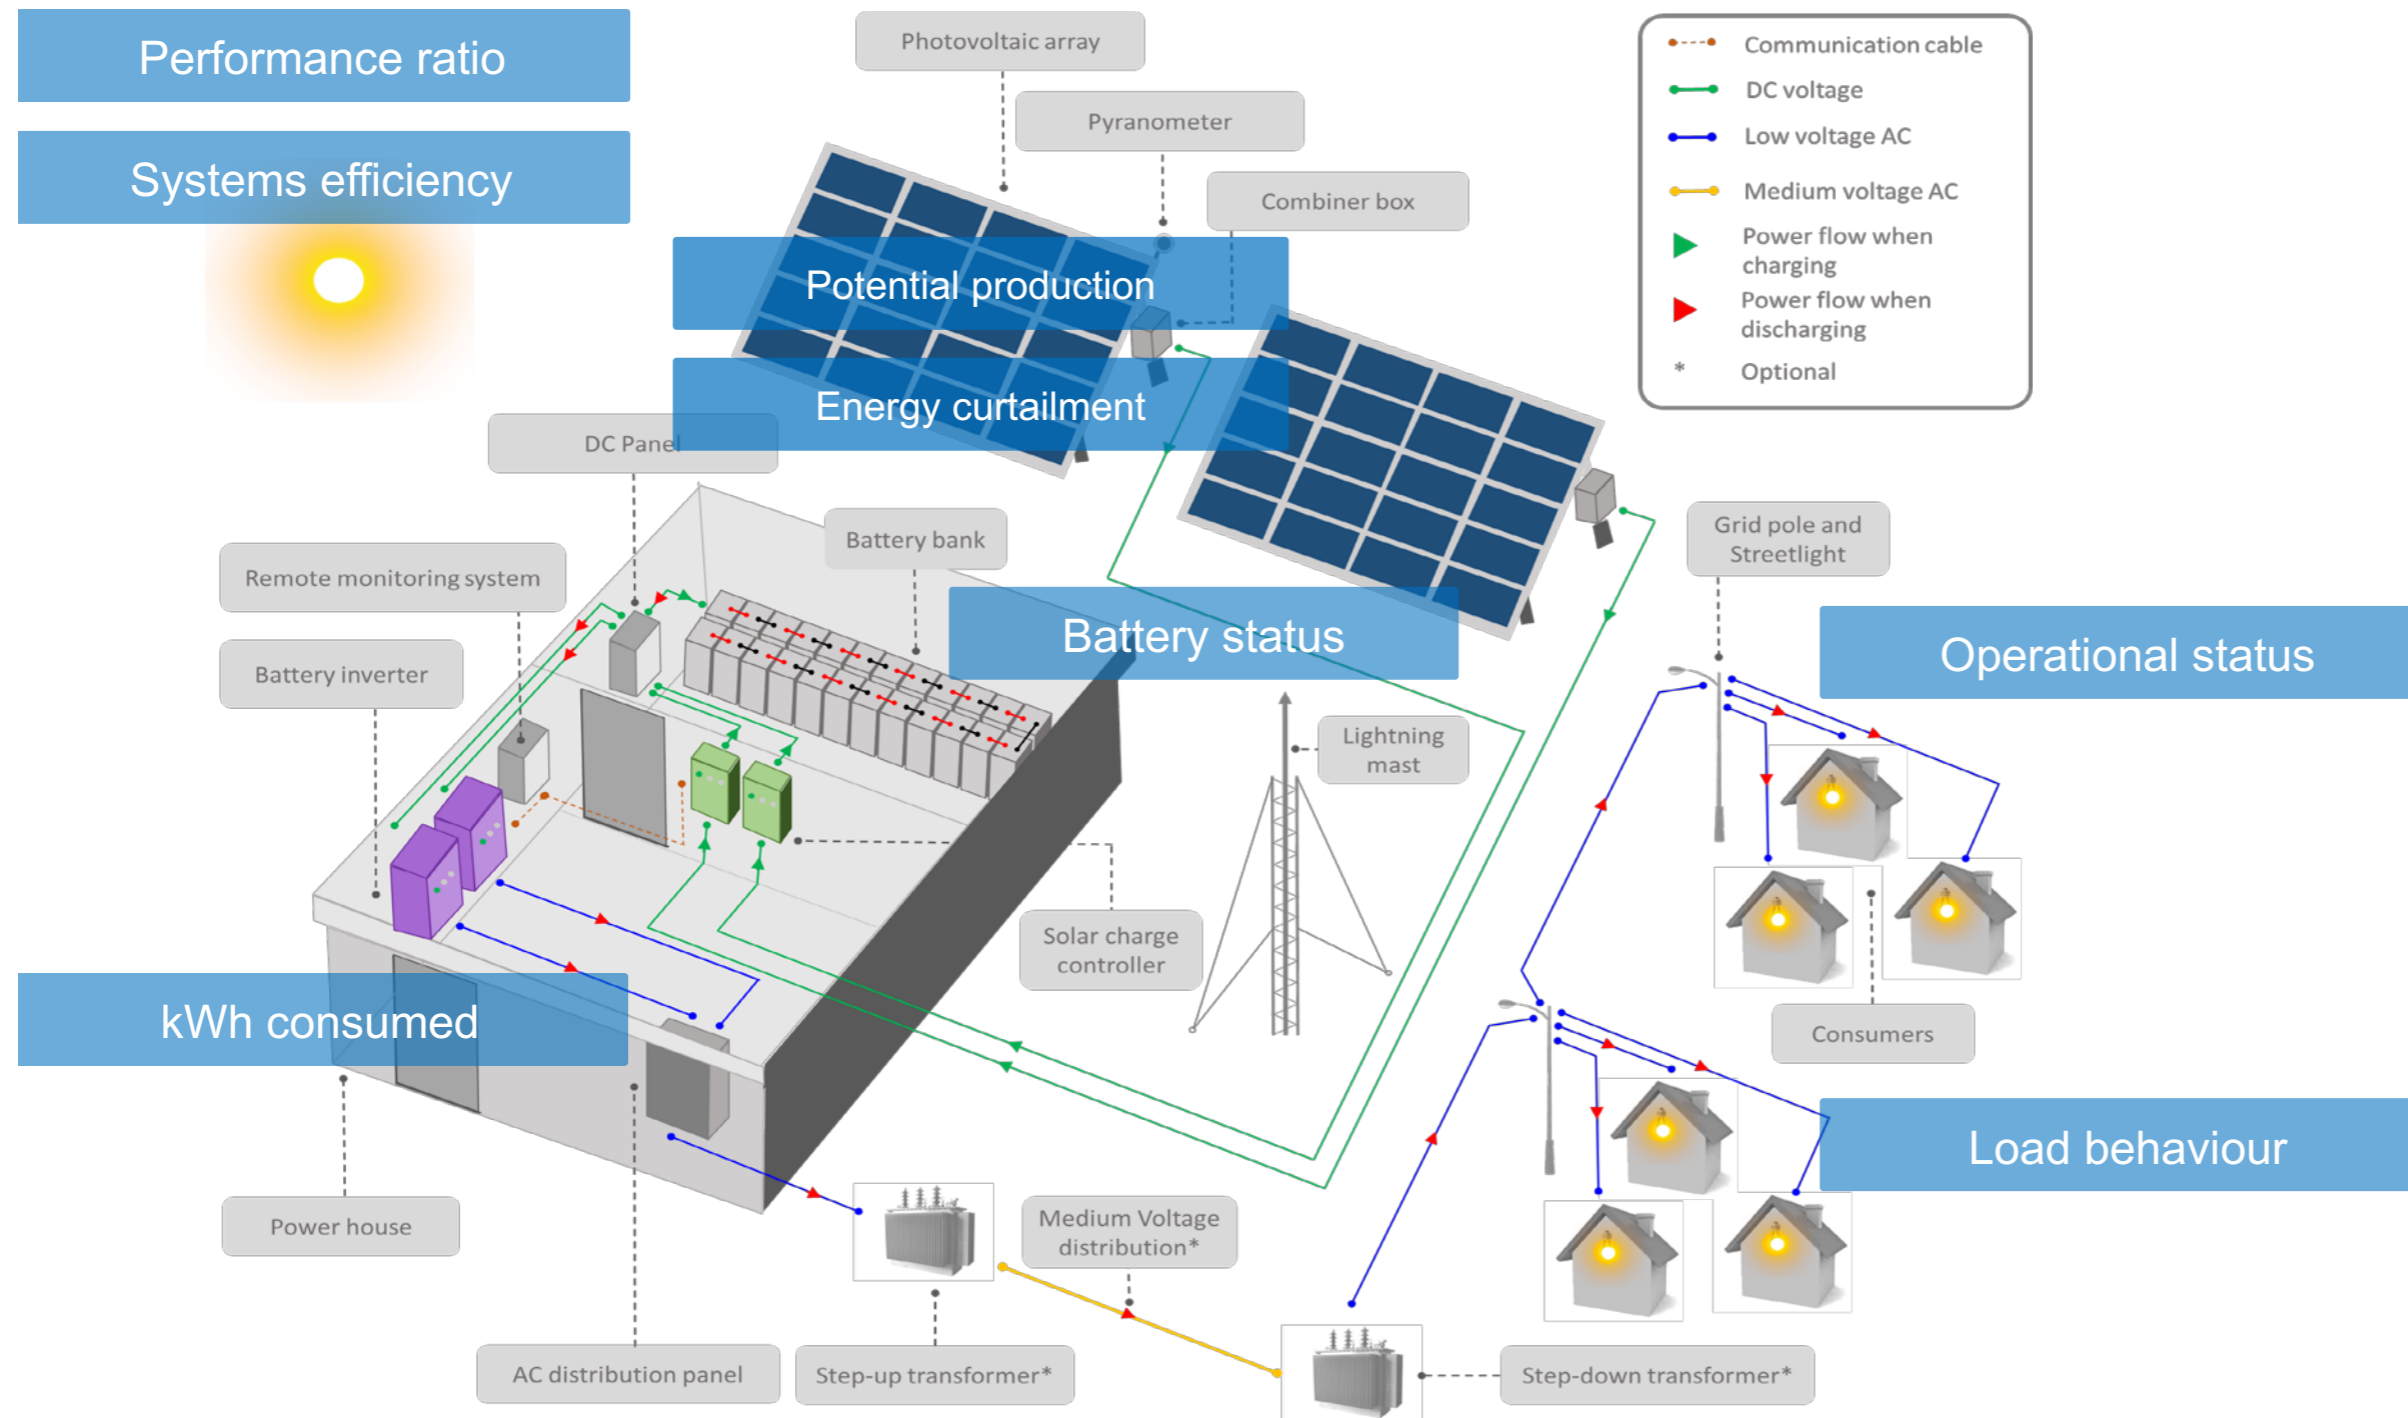 Performance ratio
Photovoltaic array
Communication cable
DC voltage
Low voltage AC
Medium voltage AC
Power flow when
charging
Power flow when
discharging
* Optional
Pyranometer
Systems efficiency
Combiner box
Potential production
Energy curtailment
DC Panel
Battery bank
Grid pole and
Streetlight
Remote monitoring system
Battery status
Operational status
Battery inverter
Lightning
mast
Solar charge
controller
kWh consumed
Consumers
Load behaviour
Power house
Medium Voltage
distribution*
AC distribution panel
Step-up transformer*
Step-down transformer*